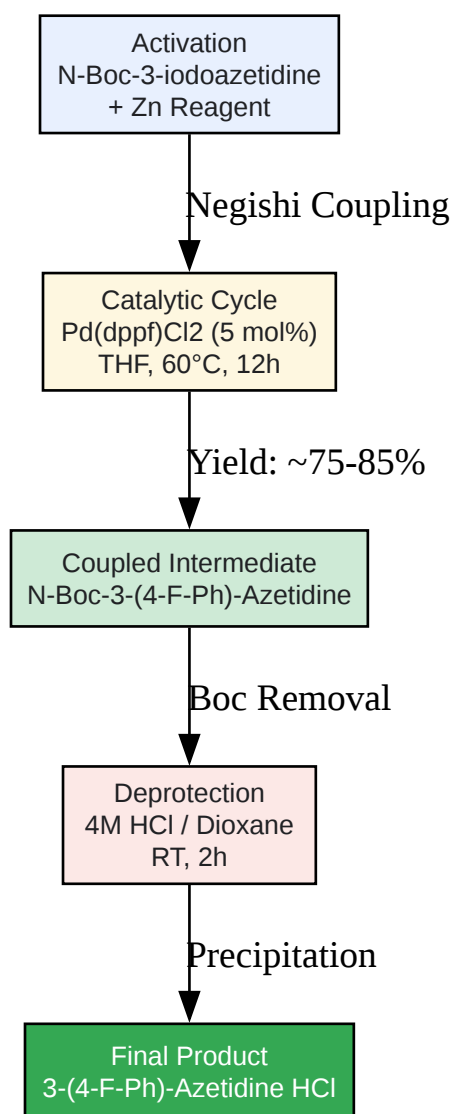 Activation
N-Boc-3-iodoazetidine
+ Zn Reagent
Negishi Coupling
Catalytic Cycle
Pd(dppf)Cl2 (5 mol%)
THF, 60°C, 12h
Yield: ~75-85%
Coupled Intermediate
N-Boc-3-(4-F-Ph)-Azetidine
Boc Removal
Deprotection
4M HCl / Dioxane
RT, 2h
Precipitation
Final Product
3-(4-F-Ph)-Azetidine HCl